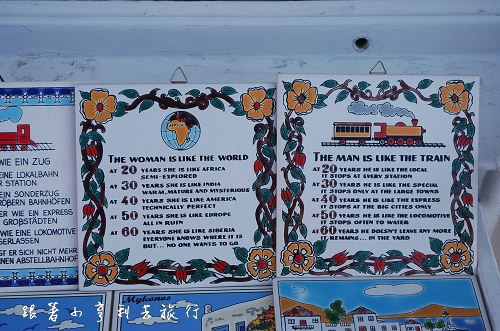 WIE EIN ZUG
E LOKALBAHN
R STATION
EIN SONDERZUG
RÖSSERN BAHNHÖFEN
ER WIE EIN EXPRESS
GROßSTÄDTEN
WIE EINE LOKOMOTIVE
ERLASSEN
ER SICH NICHT MEHR
ABSTELLBAHNHOF
AFRICA
THE WOMAN IS LIKE THE WORLD
AT 20 YEARS SHE IS LIKE AFRICA
SEMI-EXPLORED
AT 30 YEARS SHE IS LIKE INDIA
WARM, MATURE AND MYSTERIOUS
AT 40 YEARS SHE IS LIKE AMERICA
TECHNICALLY PERFECT
AT 50 YEARS SHE IS LIKE EUROPE
ALL IN RUIN
AT 60 YEARS SHE IS LIKE SIBERIA
EVERYONE KNOWS WHERE IT IS
BUT... NO ONE WANTS TO GO
THE MAN IS LIKE THE TRAIN
AT 20 YEARS HE IS LIKE THE LOCAL
IT STOPS AT EVERY STATION
AT 30 YEARS HE IS LIKE THE SPECIAL
IT STOPS ONLY AT THE LARGE TOWNS
AT 40 YEARS HE IS LIKE THE EXPRESS
IT STOPS AT THE BIG CITIES ONLY
AT 50 YEARS HE IS LIKE THE LOCOMOTIVE
IT STOPS OFTEN TO WATER
AT 60 YEARS HE DOESN'T LEAVE ANY MORE
IT REMAINS... IN THE YARD
Mykonos
跟著小亨利去旅行